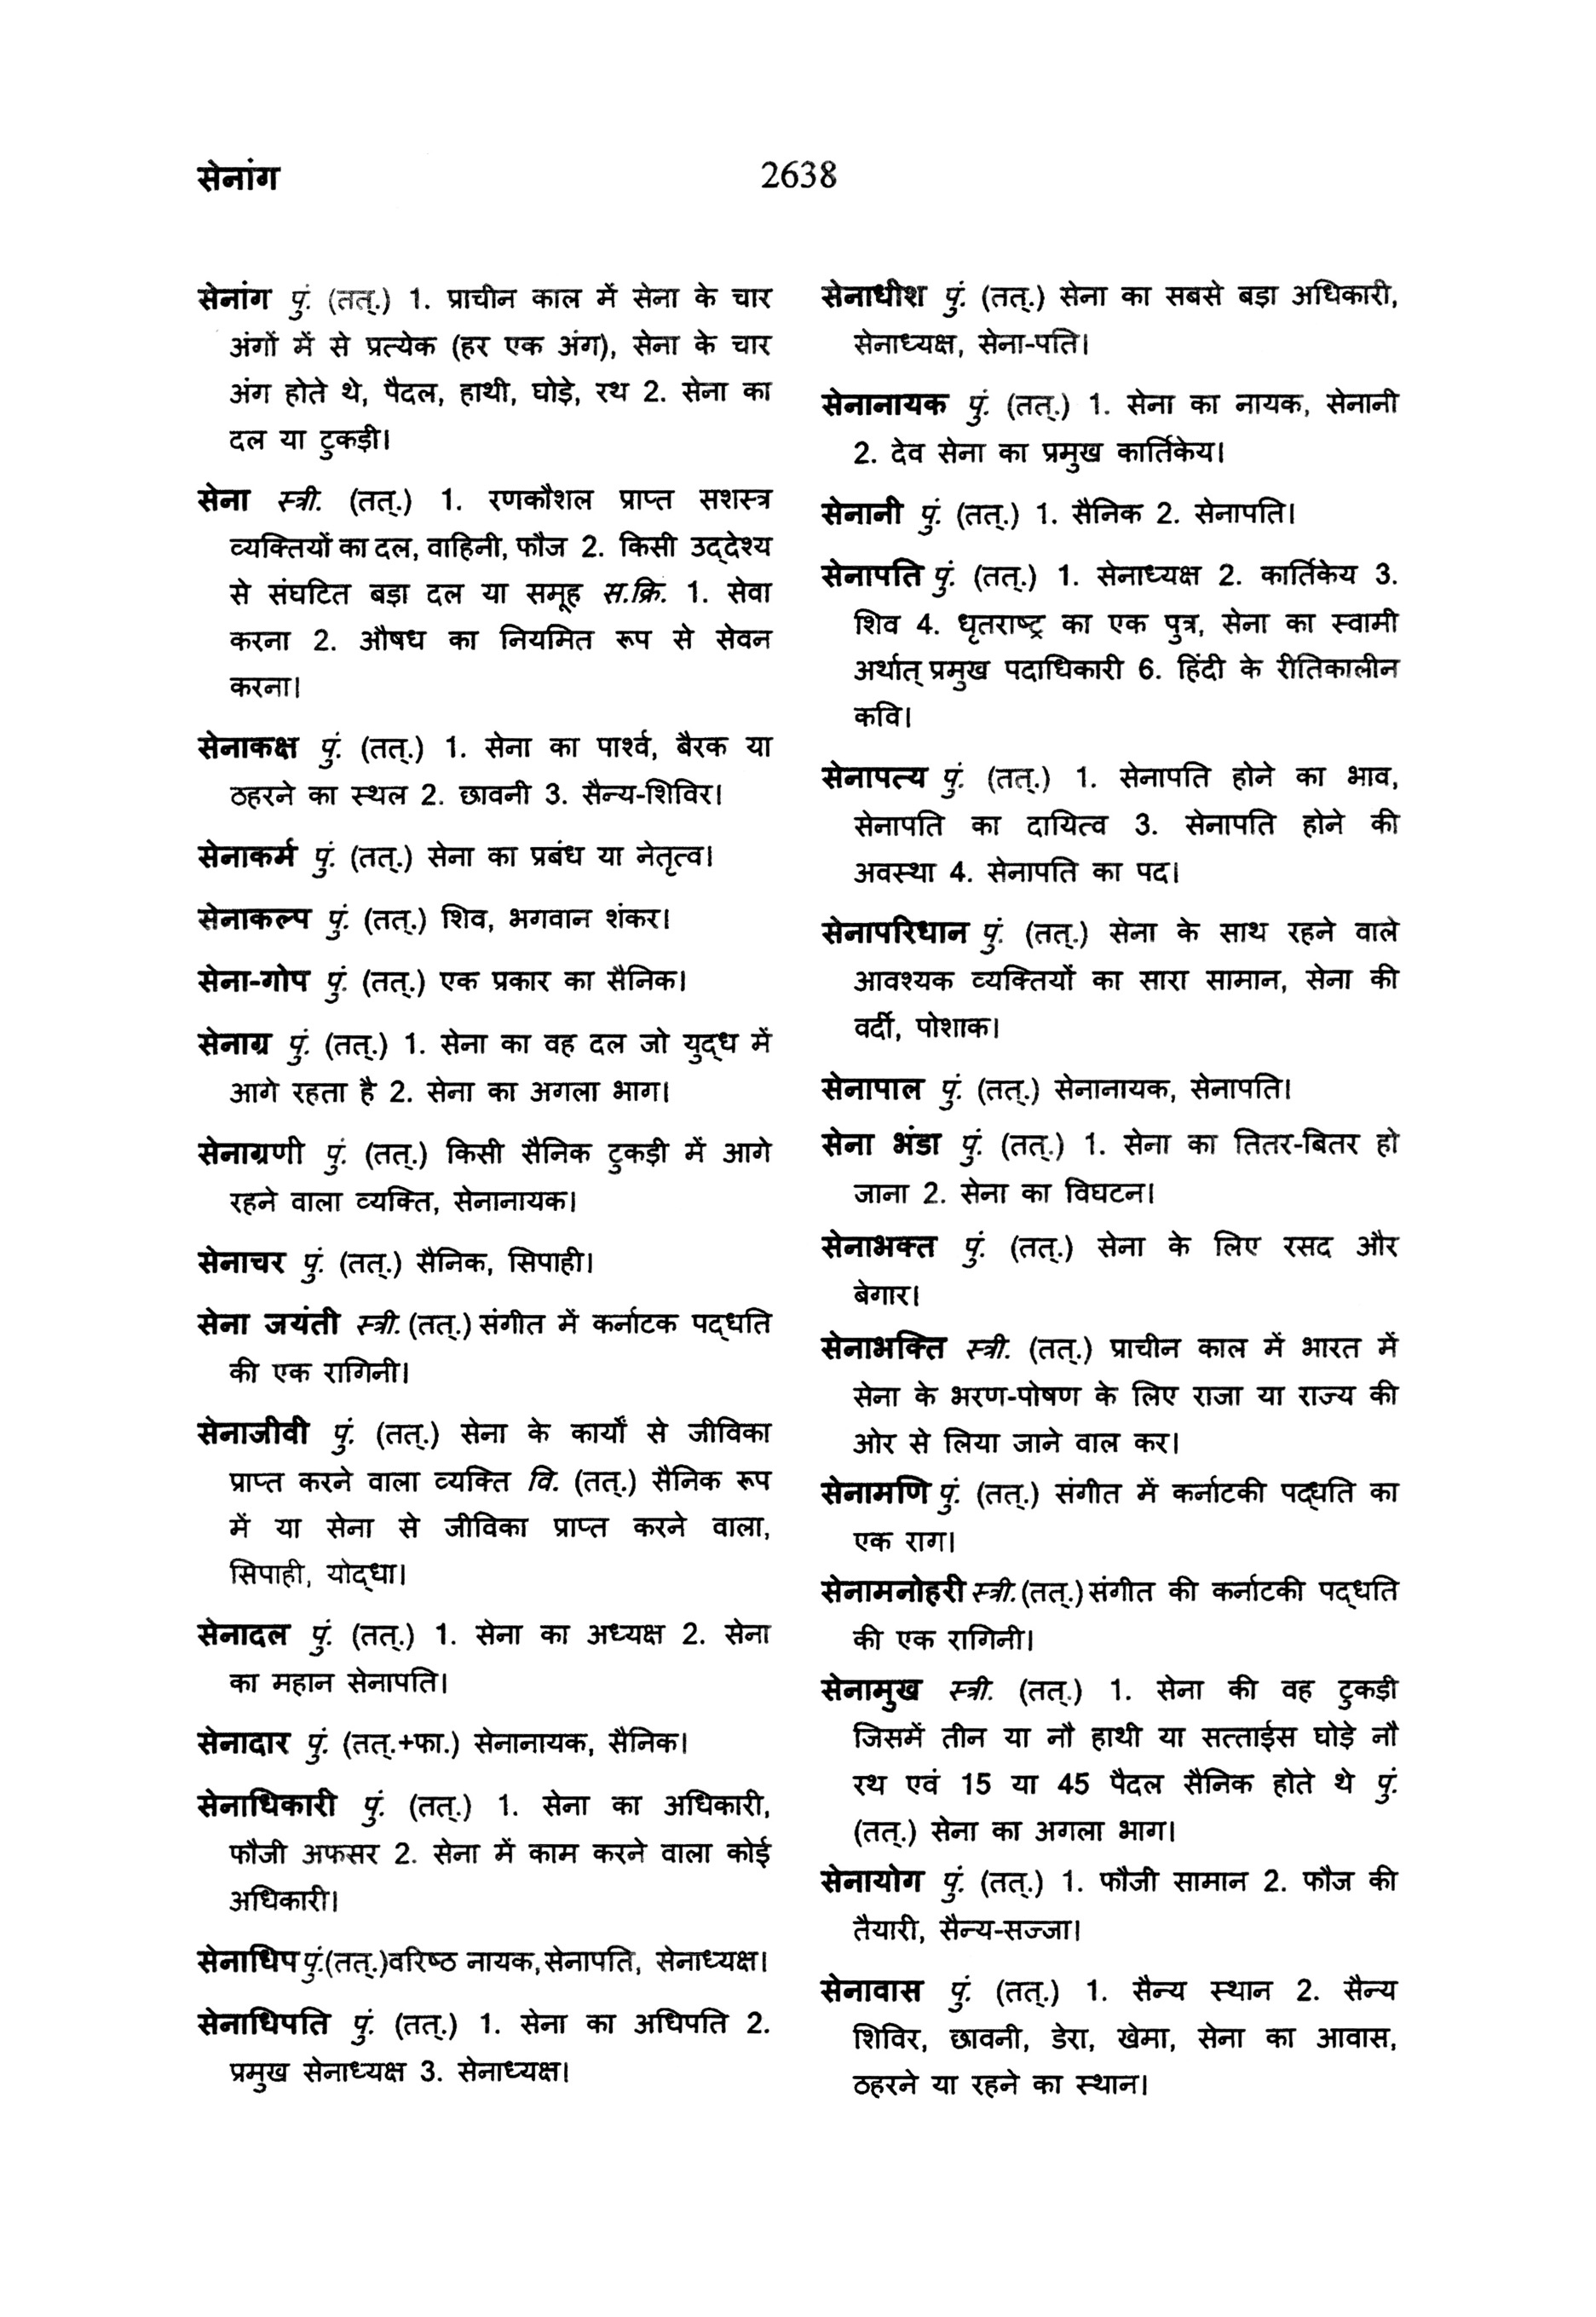 सेनांग
2638
सेनांग पुं. (तत्.) 1. प्राचीन काल में सेना के चार
अंगों में से प्रत्येक (हर एक अंग), सेना के चार
अंग होते थे, पैदल, हाथी, घोड़े, रथ 2. सेना का
दल या टुकड़ी।
सेना स्त्री. (तत्.) 1. रणकौशल प्राप्त सशस्त्र
व्यक्तियों का दल, वाहिनी, फौज 2. किसी उद्‌देश्य
से संघटित बड़ा दल या समूह स.क्रि. 1. सेवा
करना 2. औषध का नियमित रूप से सेवन
करना।
सेनाकक्ष पुं. (तत्.) 1. सेना का पार्श्व, बैरक या
ठहरने का स्थल 2. छावनी 3. सैन्य-शिविर।
सेनाकर्म पुं. (तत्.) सेना का प्रबंध या नेतृत्व।
सेनाकल्प पुं. (तत्.) शिव, भगवान शंकर।
सेना-गोप पुं. (तत्.) एक प्रकार का सैनिक।
सेनाग्र पुं. (तत्.) 1. सेना का वह दल जो युद्‌ध में
आगे रहता है 2. सेना का अगला भाग।
सेनाग्रणी पुं. (तत्.) किसी सैनिक टुकड़ी में आगे
रहने वाला व्यक्ति, सेनानायक।
सेनाचर पुं. (तत्.) सैनिक, सिपाही।
सेना जयंती स्त्री. (तत्.) संगीत में कर्नाटक पद्‌धति
की एक रागिनी।
सेनाजीवी पुं. (तत्.) सेना के कार्यों से जीविका
प्राप्त करने वाला व्यक्ति वि. (तत्.) सैनिक रूप
में या सेना से जीविका प्राप्त करने वाला,
सिपाही, योद्‌धा।
सेनादल पुं. (तत्.) 1. सेना का अध्यक्ष 2. सेना
का महान सेनापति।
सेनादार पुं. (तत्.+फा.) सेनानायक, सैनिक।
सेनाधिकारी पुं. (तत्.) 1. सेना का अधिकारी,
फौजी अफसर 2. सेना में काम करने वाला कोई
अधिकारी।
सेनाधिप पुं.(तत्.)वरिष्ठ नायक,सेनापति, सेनाध्यक्ष।
सेनाधिपति पुं. (तत्.) 1. सेना का अधिपति 2.
प्रमुख सेनाध्यक्ष 3. सेनाध्यक्ष।
सेनाधीश पुं. (तत्.) सेना का सबसे बड़ा अधिकारी,
सेनाध्यक्ष, सेना-पति।
सेनानायक पुं. (तत्.) 1. सेना का नायक, सेनानी
2. देव सेना का प्रमुख कार्तिकेय।
सेनानी पुं. (तत्.) 1. सैनिक 2. सेनापति।
सेनापति पुं. (तत्.) 1. सेनाध्यक्ष 2. कार्तिकेय 3.
शिव 4. धृतराष्ट्र का एक पुत्र, सेना का स्वामी
अर्थात् प्रमुख पदाधिकारी 6. हिंदी के रीतिकालीन
कवि।
सेनापत्य पुं. (तत्.) 1. सेनापति होने का भाव,
सेनापति का दायित्व 3. सेनापति होने की
अवस्था 4. सेनापति का पद।
सेनापरिधान पुं. (तत्.) सेना के साथ रहने वाले
आवश्यक व्यक्तियों का सारा सामान, सेना की
वर्दी, पोशाक।
सेनापाल पुं. (तत्.) सेनानायक, सेनापति।
सेना भंडा पुं. (तत्.) 1. सेना का तितर-बितर हो
जाना 2. सेना का विघटन।
सेनाभक्त पुं. (तत्.) सेना के लिए रसद और
बेगार।
सेनाभक्ति स्त्री. (तत्.) प्राचीन काल में भारत में
सेना के भरण-पोषण के लिए राजा या राज्य की
ओर से लिया जाने वाल कर।
सेनामणि पुं. (तत्.) संगीत में कर्नाटकी पद्‌धति का
एक राग।
सेनामनोहरी स्त्री.(तत्.)संगीत की कर्नाटकी पद्‌धति
की एक रागिनी।
सेनामुख स्त्री. (तत्.) 1. सेना की वह टुकड़ी
जिसमें तीन या नौ हाथी या सत्ताईस घोड़े नौ
रथ एवं 15 या 45 पैदल सैनिक होते थे पुं.
(तत्.) सेना का अगला भाग।
सेनायोग पुं. (तत्.) 1. फौजी सामान 2. फौज की
तैयारी, सैन्य-सज्जा।
सेनावास पुं. (तत्.) 1. सैन्य स्थान 2. सैन्य
शिविर, छावनी, डेरा, खेमा, सेना का आवास,
ठहरने या रहने का स्थान।